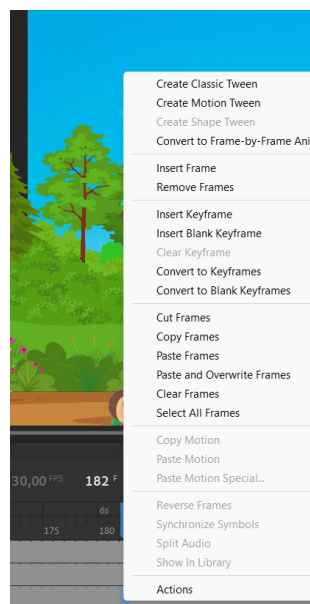 Create Classic Tween
Create Motion Tween
Create Shape Tween
Convert to Frame-by-Frame Ani
Insert Frame
Remove Frames
Insert Keyframe
Insert Blank Keyframe
Clear Keyframe
Convert to Keyframes
Convert to Blank Keyframes
Cut Frames
Copy Frames
Paste Frames
Paste and Overwrite Frames
Clear Frames
Select All Frames
Copy Motion
Paste Motion
Paste Motion Special...
Reverse Frames
Synchronize Symbols
Split Audio
Show In Library
Actions
30,00 FPS 182 F
6s
175 180